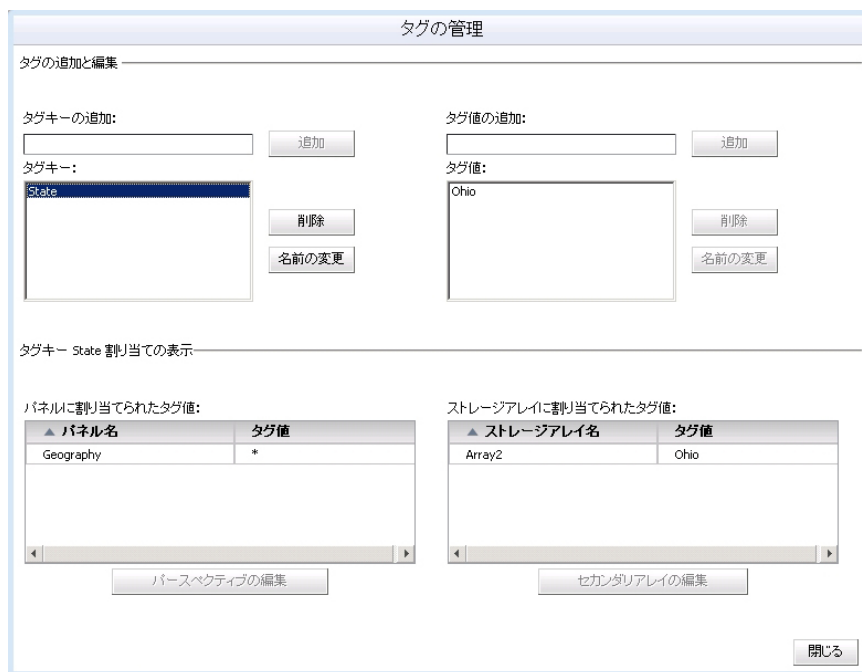 タグの管理
タグの追加と編集
タグキーの追加:
追加
タグキー:
State
削除
名前の変更
タグ値の追加:
追加
タグ値:
Ohio
削除
名前の変更
タグキー State 割り当ての表示
パネルに割り当てられたタグ値:
▲ パネル名 タグ値
Geography *
パースペクティブの編集
ストレージアレイに割り当てられたタグ値:
▲ ストレージアレイ名 タグ値
Array2 Ohio
セカンダリアレイの編集
閉じる